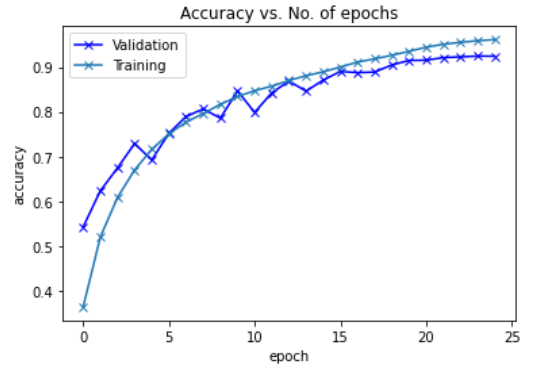 Accuracy vs. No. of epochs
Validation
Training
accuracy
0.9
0.8
0.7
0.6
0.5
0.4
0 5 10 15 20 25
epoch